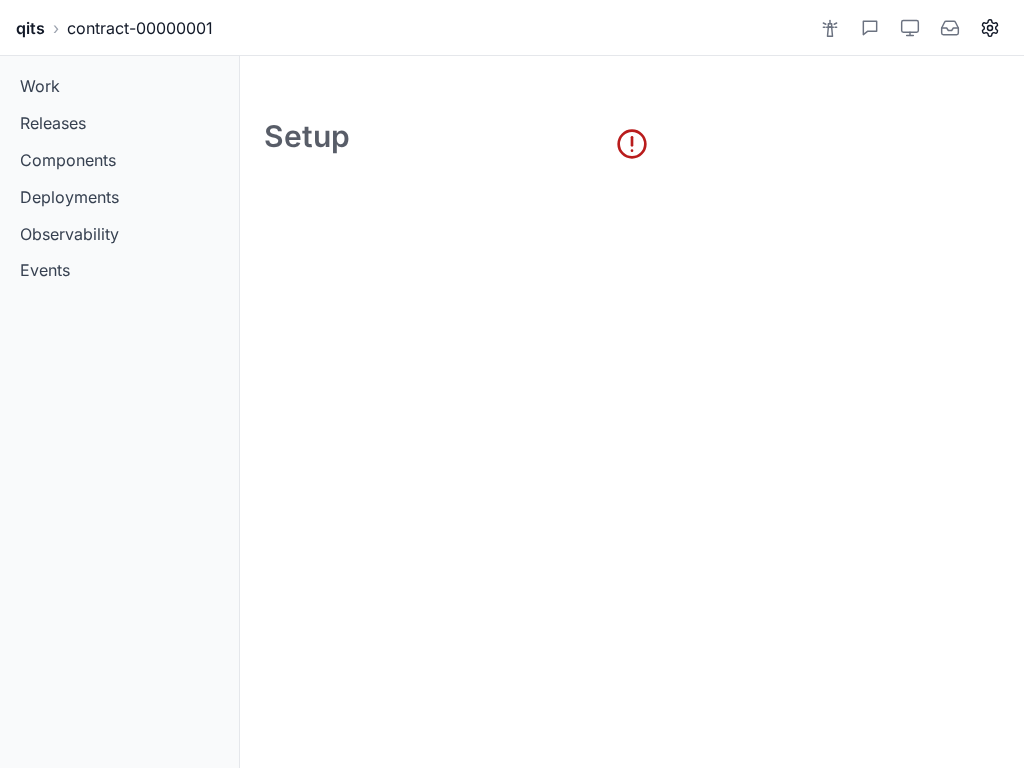 qits › contract-00000001
Work
Releases
Components
Deployments
Observability
Events
Setup